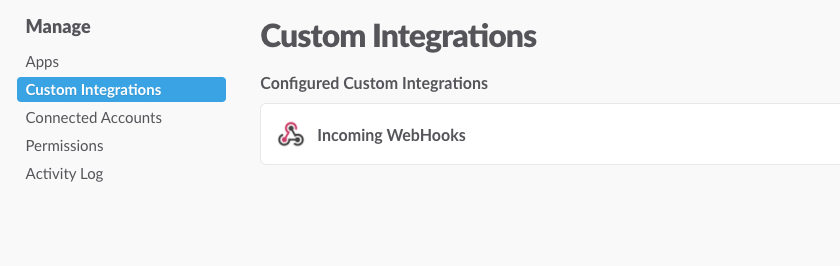 Manage
Apps
Custom Integrations
Connected Accounts
Permissions
Activity Log
Custom Integrations
Configured Custom Integrations
Incoming WebHooks